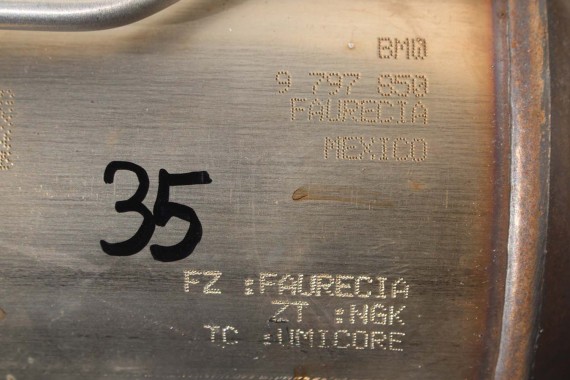 BMW
9 797 850
FAURECIA
MEXICO
35
FZ :FAURECIA
ZT :NGK
TC :UMICORE